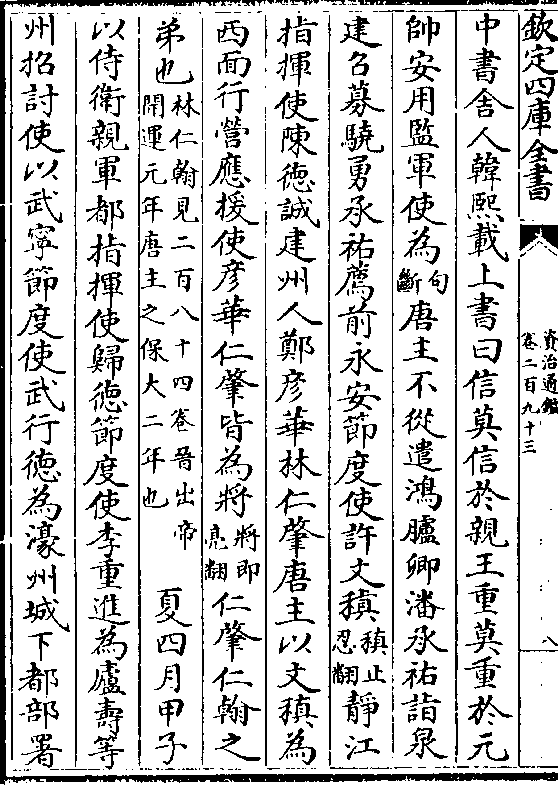 欽定四庫全書
資治通鑑
卷二百九十三
八
中書舍人韓熙載上書曰信莫信於親王重莫重於元
帥安用監軍使為句斷唐主不從遣鴻臚卿潘承祐詣泉
建召募驍勇承祐薦前永安節度使許文稹稹止忍翻靜江
指揮使陳德誠建州人鄭彥華林仁肇唐主以文稹為
西面行營應援使彥華仁肇皆為將將即亮翻仁肇仁翰之
弟也林仁翰見二百八十四卷晉出帝開運元年唐主之保大二年也夏四月甲子
以侍衛親軍都指揮使歸德節度使李重進為廬壽等
州招討使以武寧節度使武行德為濠州城下都部署